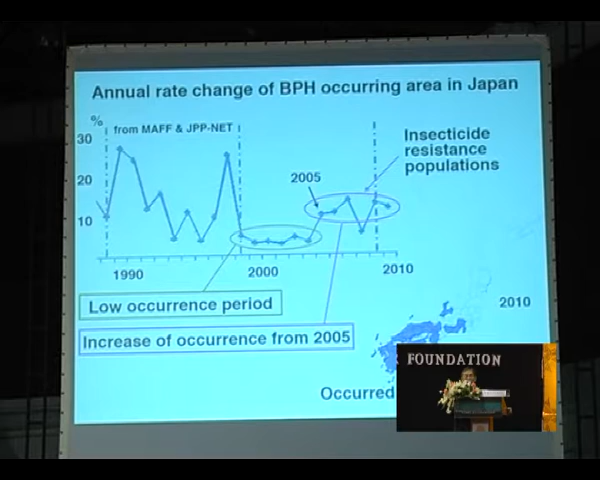 Annual rate change of BPH occurring area in Japan
%
from MAFF & JPP-NET
30
20
10
2005
Insecticide
resistance
populations
1990
2000
2010
Low occurrence period
Increase of occurrence from 2005
2010
Occurred
FOUNDATION